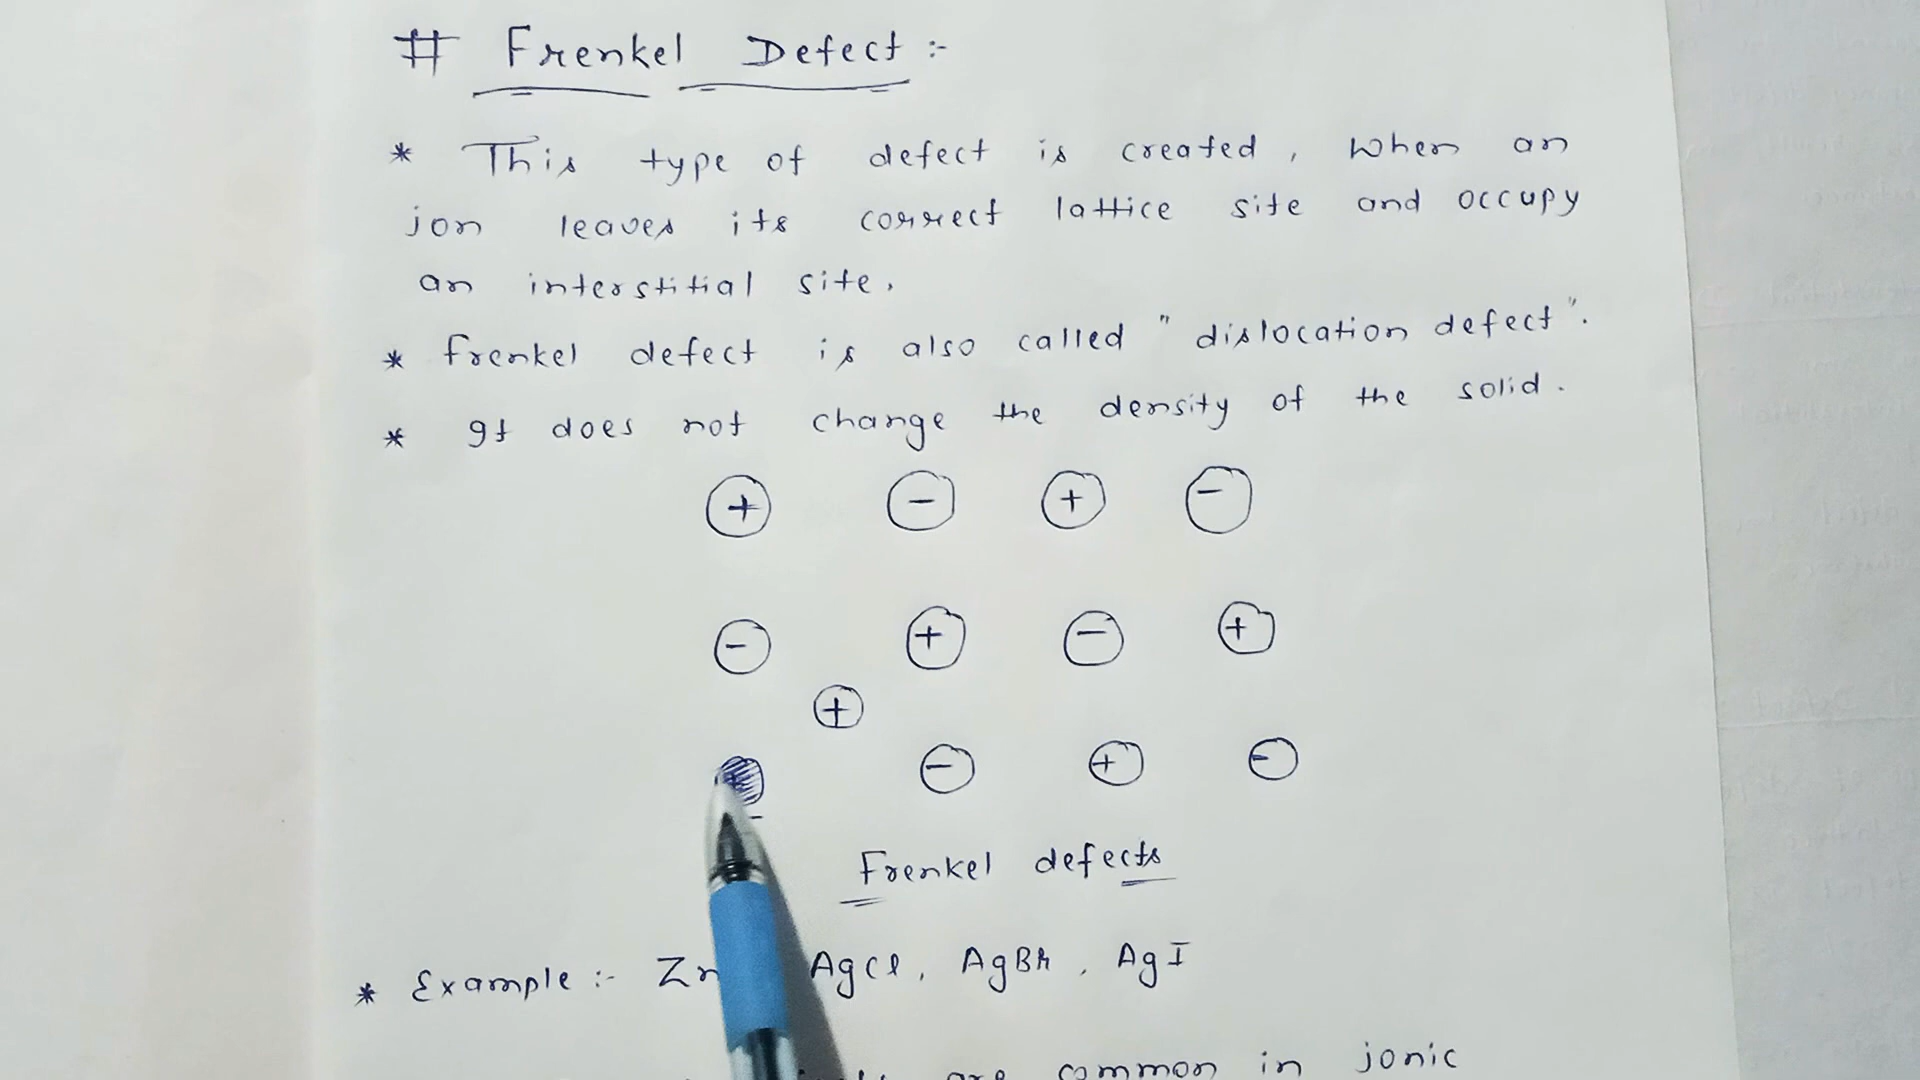 # Frenkel Defect :-
* This type of defect is created, when an
ion leaves its correct lattice site and occupy
an interstitial site.
* frenkel defect is also called "dislocation defect".
* It does not change the density of the solid.
+ - + -
- + - +
+
- + -
Frenkel defects
* Example :- Zn AgCl, AgBr, AgI
are common in ionic